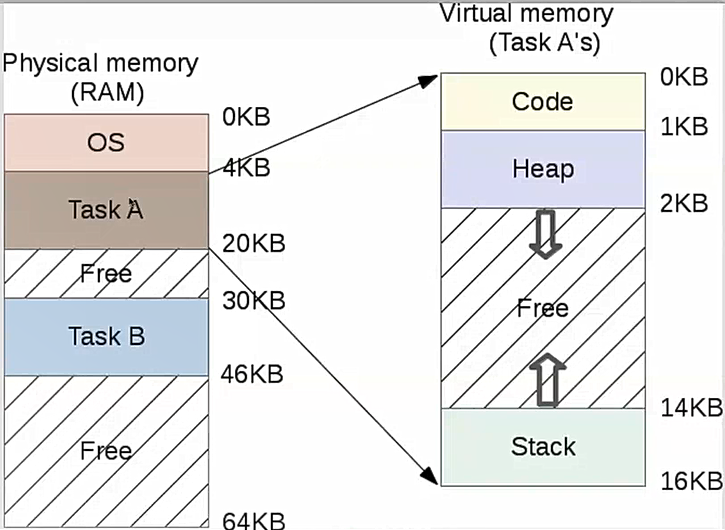 Physical memory
(RAM)
0KB
OS
4KB
Task A
20KB
Free
30KB
Task B
46KB
Free
64KB
Virtual memory
(Task A's)
0KB
Code
1KB
Heap
2KB
Free
14KB
Stack
16KB